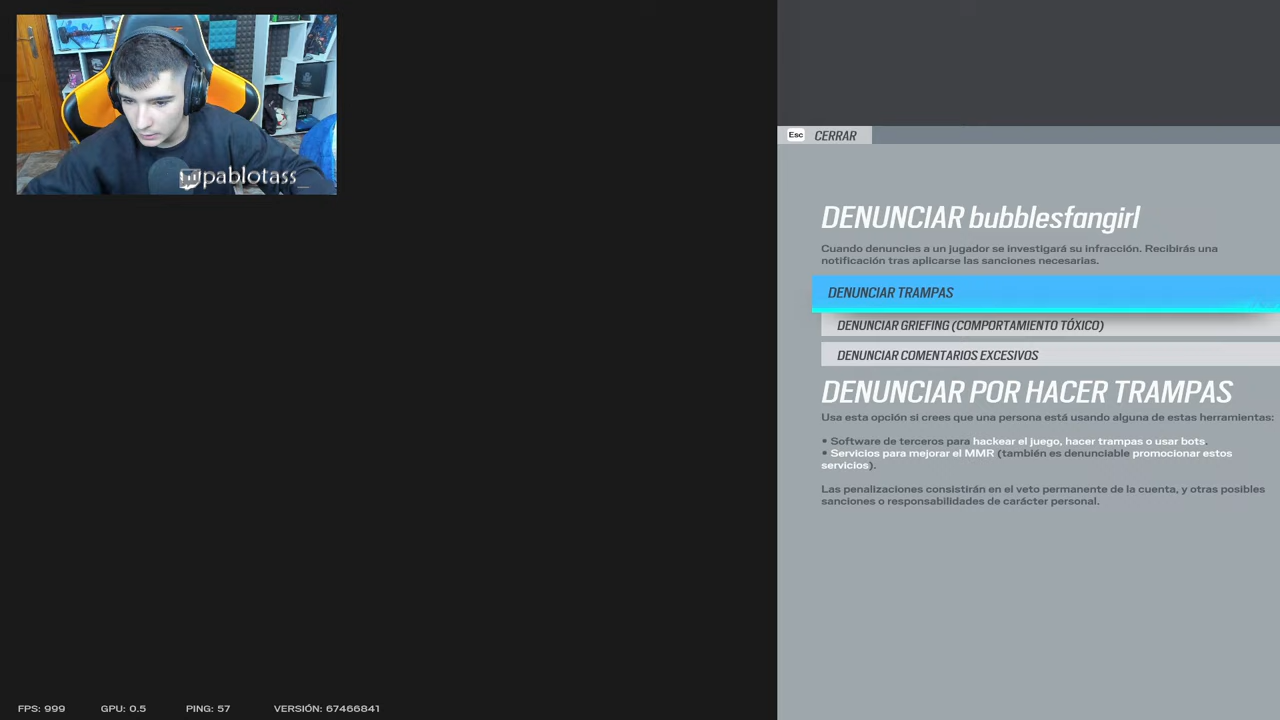 pablotass_
Esc CERRAR
DENUNCIAR bubblesfangirl
Cuando denuncies a un jugador se investigará su infracción. Recibirás una
notificación tras aplicarse las sanciones necesarias.
DENUNCIAR TRAMPAS
DENUNCIAR GRIEFING (COMPORTAMIENTO TÓXICO)
DENUNCIAR COMENTARIOS EXCESIVOS
DENUNCIAR POR HACER TRAMPAS
Usa esta opción si crees que una persona está usando alguna de estas herramientas:
• Software de terceros para hackear el juego, hacer trampas o usar bots.
• Servicios para mejorar el MMR (también es denunciable promocionar estos
servicios).
Las penalizaciones consistirán en el veto permanente de la cuenta, y otras posibles
sanciones o responsabilidades de carácter personal.
FPS: 999 GPU: 0.5 PING: 57 VERSIÓN: 67466841